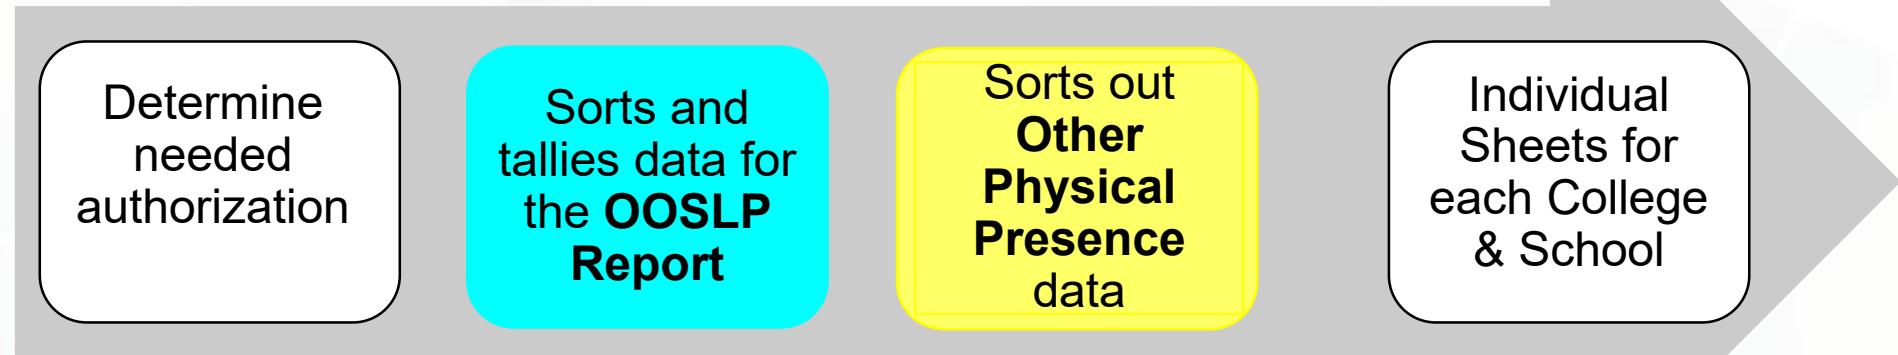 Determine
needed
authorization
Sorts and
tallies data for
the OOSLP
Report
Sorts out
Other
Physical
Presence
data
Individual
Sheets for
each College
& School